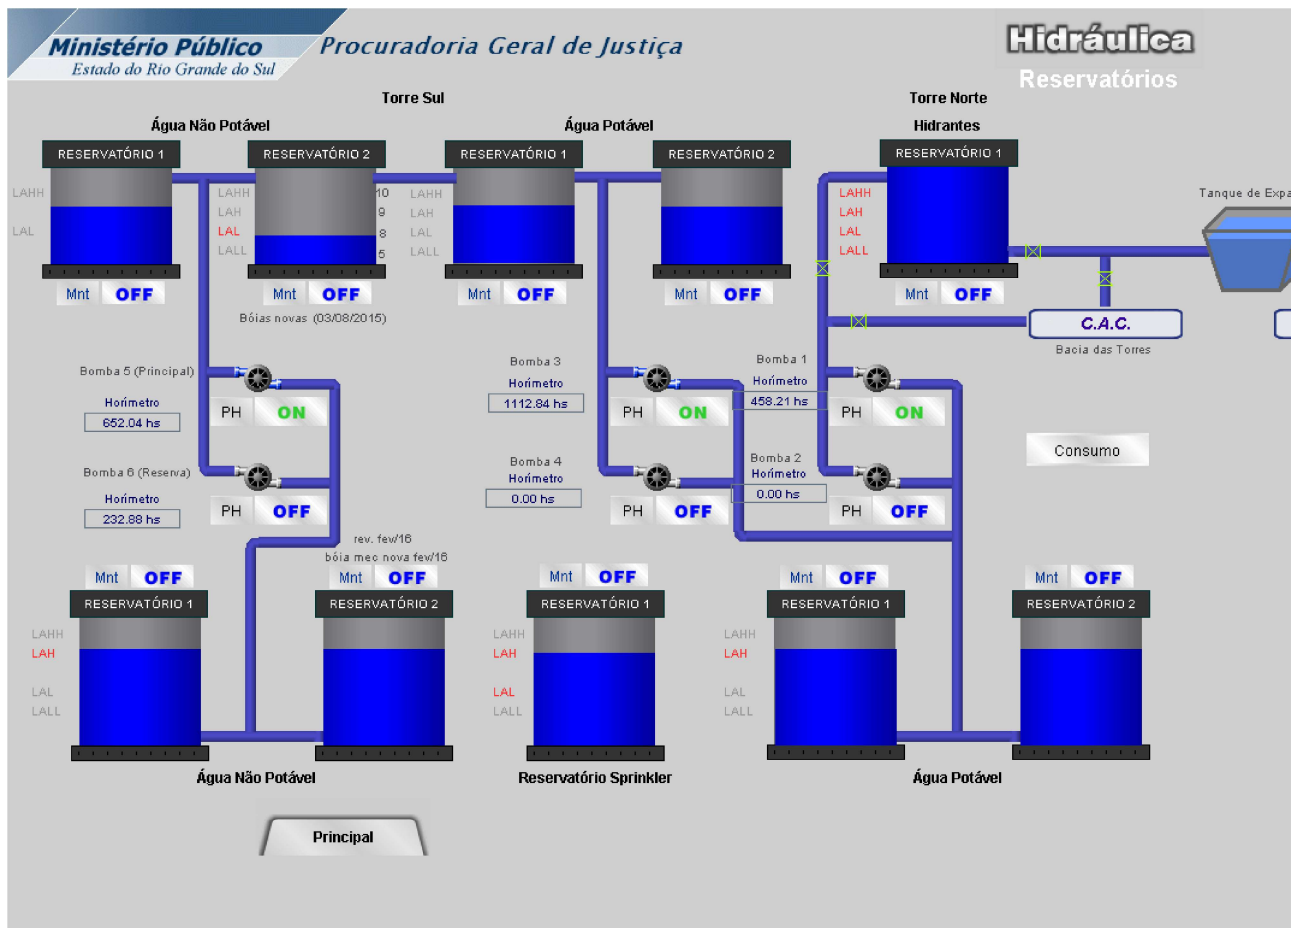 Ministério Público
Estado do Rio Grande do Sul
Procuradoria Geral de Justiça
Hidráulica
Reservatórios
Torre Sul
Torre Norte
Água Não Potável
Água Potável
Hidrantes
RESERVATÓRIO 1
RESERVATÓRIO 2
RESERVATÓRIO 1
RESERVATÓRIO 2
RESERVATÓRIO 1
LAHH
LAL
LAHH
LAH
LAL
LALL
10
9
8
5
LAHH
LAH
LAL
LALL
LAHH
LAH
LAL
LALL
Tanque de Expa
Mnt OFF
Mnt OFF
Mnt OFF
Mnt OFF
Mnt OFF
Bóias novas (03/08/2015)
C.A.C.
Bacia das Torres
Bomba 5 (Principal)
Horímetro
652.04 hs
PH ON
Bomba 3
Horímetro
1112.84 hs
PH ON
Bomba 1
Horímetro
458.21 hs
PH ON
Consumo
Bomba 6 (Reserva)
Horímetro
232.88 hs
PH OFF
Bomba 4
Horímetro
0.00 hs
PH OFF
Bomba 2
Horímetro
0.00 hs
PH OFF
rev. few/16
bóia mec nova few/16
Mnt OFF
Mnt OFF
Mnt OFF
Mnt OFF
Mnt OFF
RESERVATÓRIO 1
RESERVATÓRIO 2
RESERVATÓRIO 1
RESERVATÓRIO 1
RESERVATÓRIO 2
LAHH
LAH
LAL
LALL
LAHH
LAH
LAL
LALL
LAHH
LAH
LAL
LALL
Água Não Potável
Reservatório Sprinkler
Água Potável
Principal